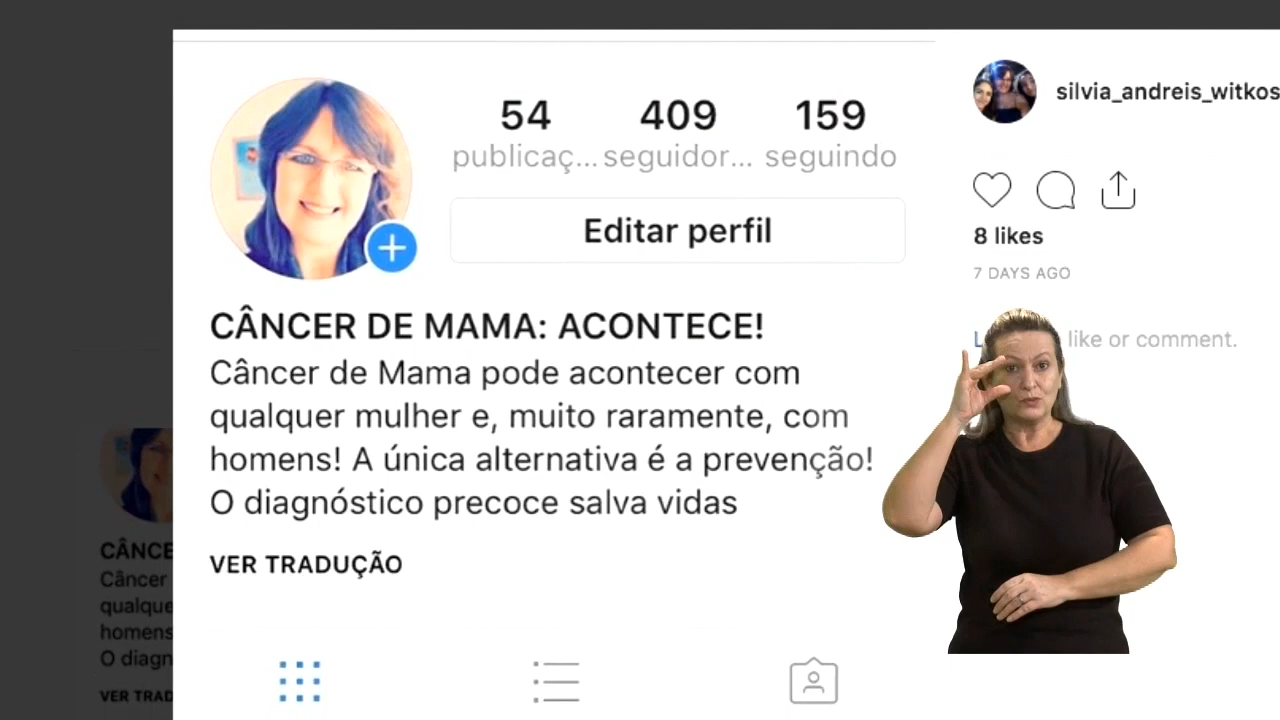 54 409 159
publicaç... seguidor... seguindo
Editar perfil
CÂNCER DE MAMA: ACONTECE!
Câncer de Mama pode acontecer com
qualquer mulher e, muito raramente, com
homens! A única alternativa é a prevenção!
O diagnóstico precoce salva vidas
VER TRADUÇÃO
silvia_andreis_witkos
8 likes
7 DAYS AGO
like or comment.
CÂNCE
Câncer
qualque
homens
O diagn
VER TRAD